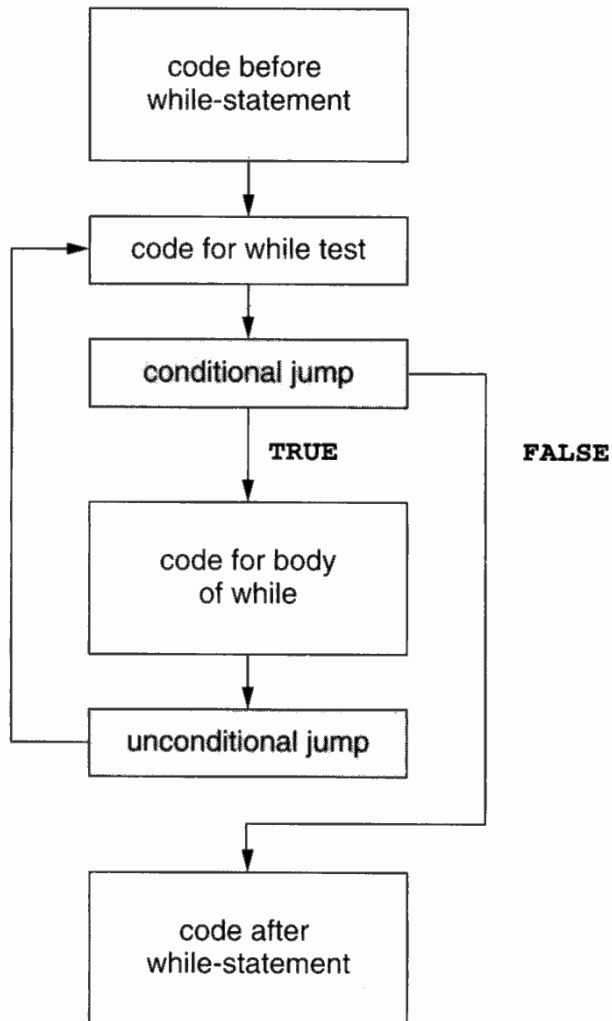 code before
while-statement
code for while test
conditional jump
TRUE
FALSE
code for body
of while
unconditional jump
code after
while-statement